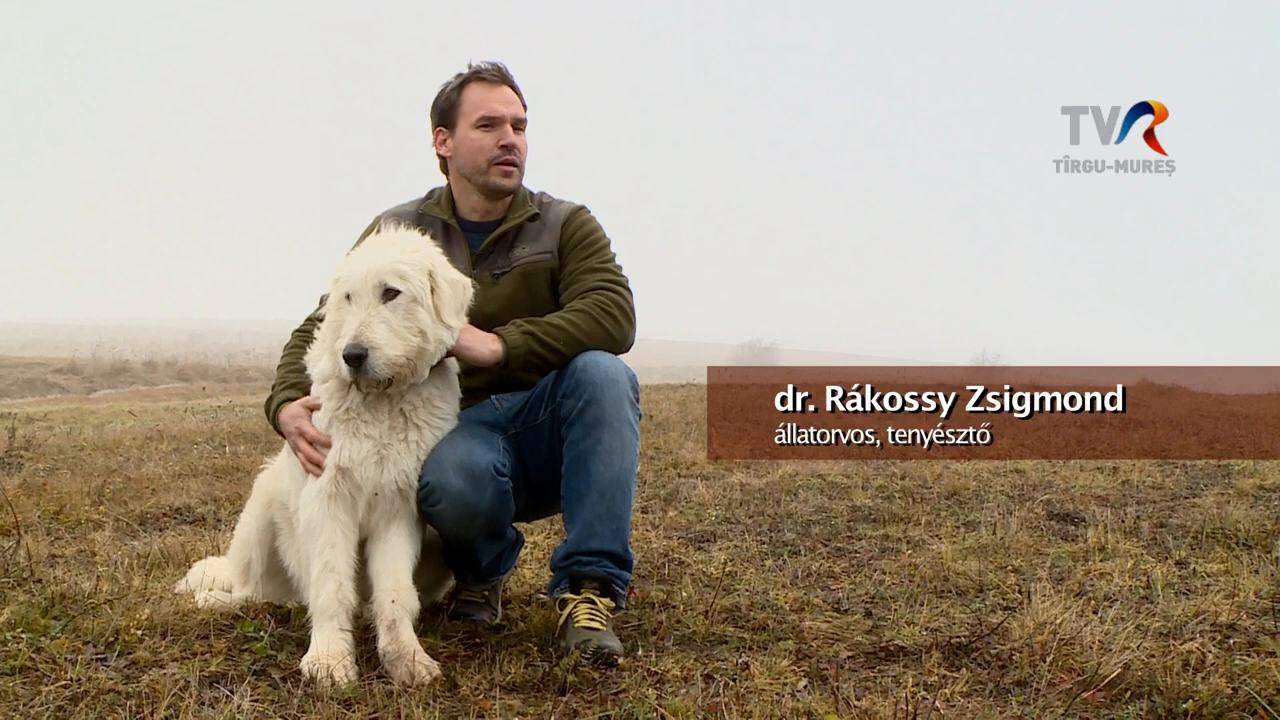 TVR
TÎRGU-MUREȘ
dr. Rákossy Zsigmond
állatorvos, tenyésztő